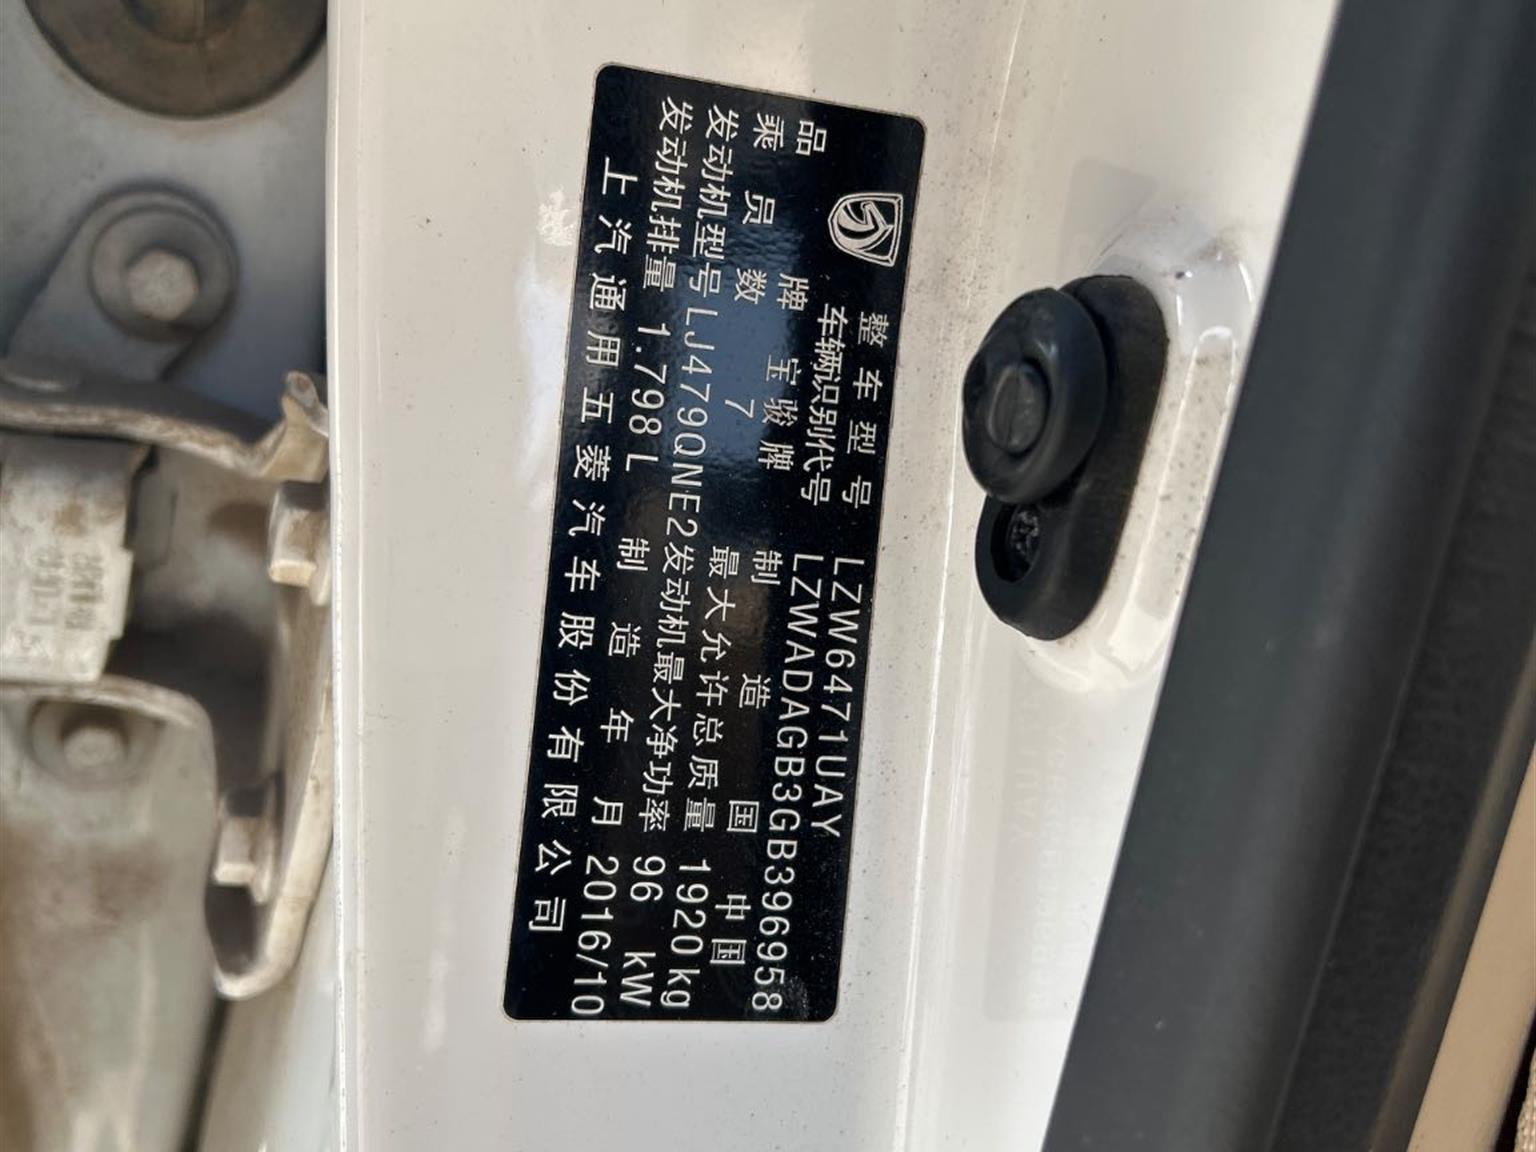 整车型号 LZW6471UAY
车辆识别代号 LZWADAGB3GB396958
品牌 宝骏牌 制造国 中国
乘员数 7 最大允许总质量 1920kg
发动机型号 LJ479QNE2 发动机最大净功率 96 kW
发动机排量 1.798L 制造年月 2016/10
上汽通用五菱汽车股份有限公司